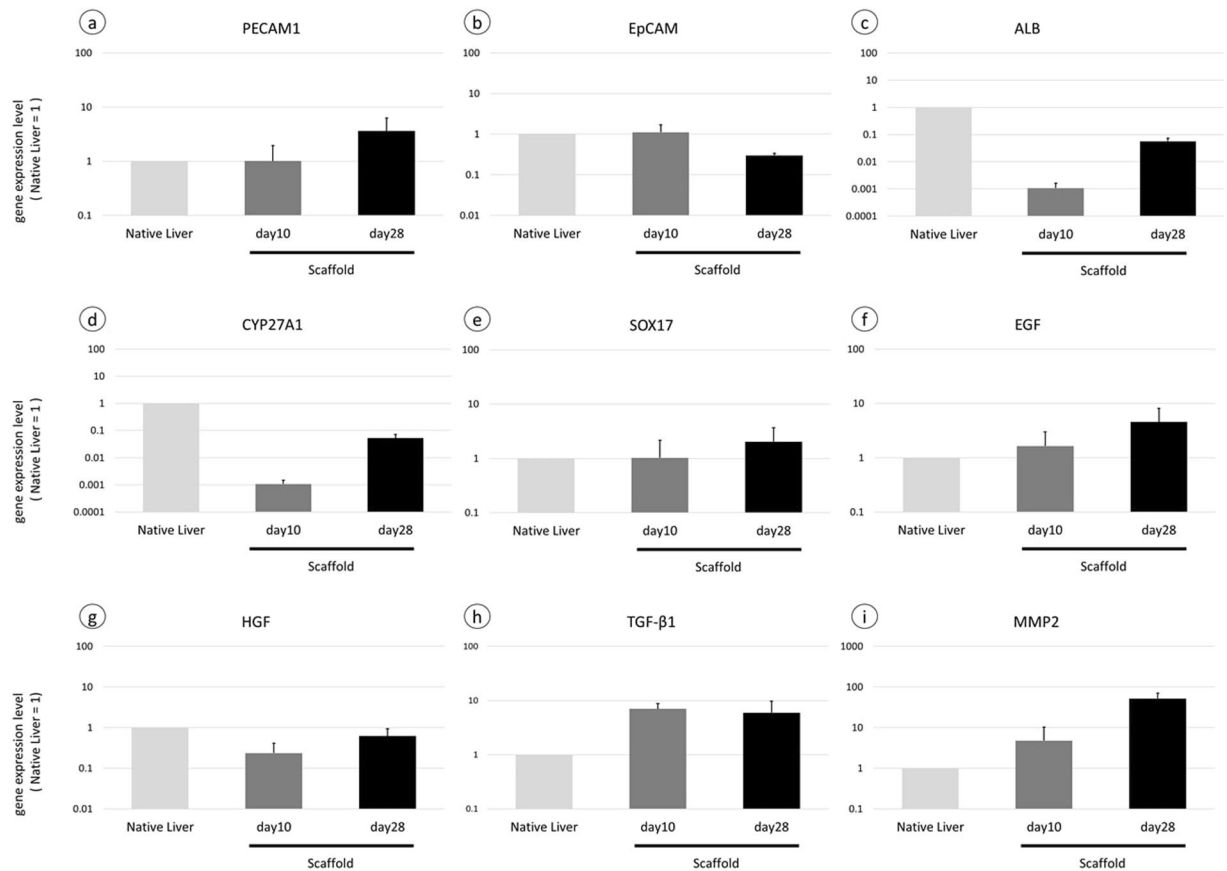 a
PECAM1
100
10
1
0.1
Native Liver
day10
day28
Scaffold
b
EpCAM
100
10
1
0.1
0.01
Native Liver
day10
day28
Scaffold
c
ALB
100
10
1
0.1
0.01
0.001
0.0001
Native Liver
day10
day28
Scaffold
gene expression level
( Native Liver = 1 )
d
CYP27A1
100
10
1
0.1
0.01
0.001
0.0001
Native Liver
day10
day28
Scaffold
e
SOX17
100
10
1
0.1
Native Liver
day10
day28
Scaffold
f
EGF
100
10
1
0.1
Native Liver
day10
day28
Scaffold
gene expression level
( Native Liver = 1 )
g
HGF
100
10
1
0.1
0.01
Native Liver
day10
day28
Scaffold
h
TGF-β1
100
10
1
0.1
Native Liver
day10
day28
Scaffold
i
MMP2
1000
100
10
1
0.1
Native Liver
day10
day28
Scaffold
gene expression level
( Native Liver = 1)